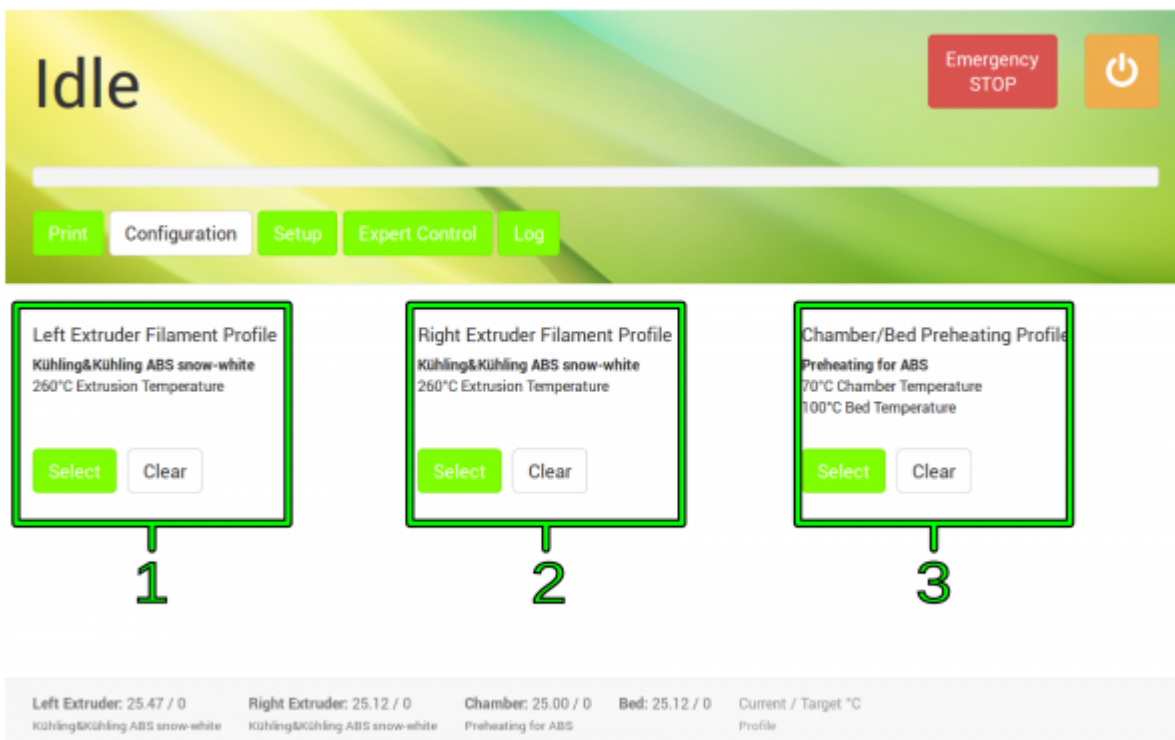 Idle
Emergency
STOP
Print Configuration Setup Expert Control Log
Left Extruder Filament Profile
Kühling&Kühling ABS snow-white
260°C Extrusion Temperature
Select Clear
1
Right Extruder Filament Profile
Kühling&Kühling ABS snow-white
260°C Extrusion Temperature
Select Clear
2
Chamber/Bed Preheating Profile
Preheating for ABS
70°C Chamber Temperature
100°C Bed Temperature
Select Clear
3
Left Extruder: 25.47 / 0 Right Extruder: 25.12 / 0 Chamber: 25.00 / 0 Bed: 25.12 / 0 Current / Target °C
Kühling&Kühling ABS snow-white Kühling&Kühling ABS snow-white Preheating for ABS Profile